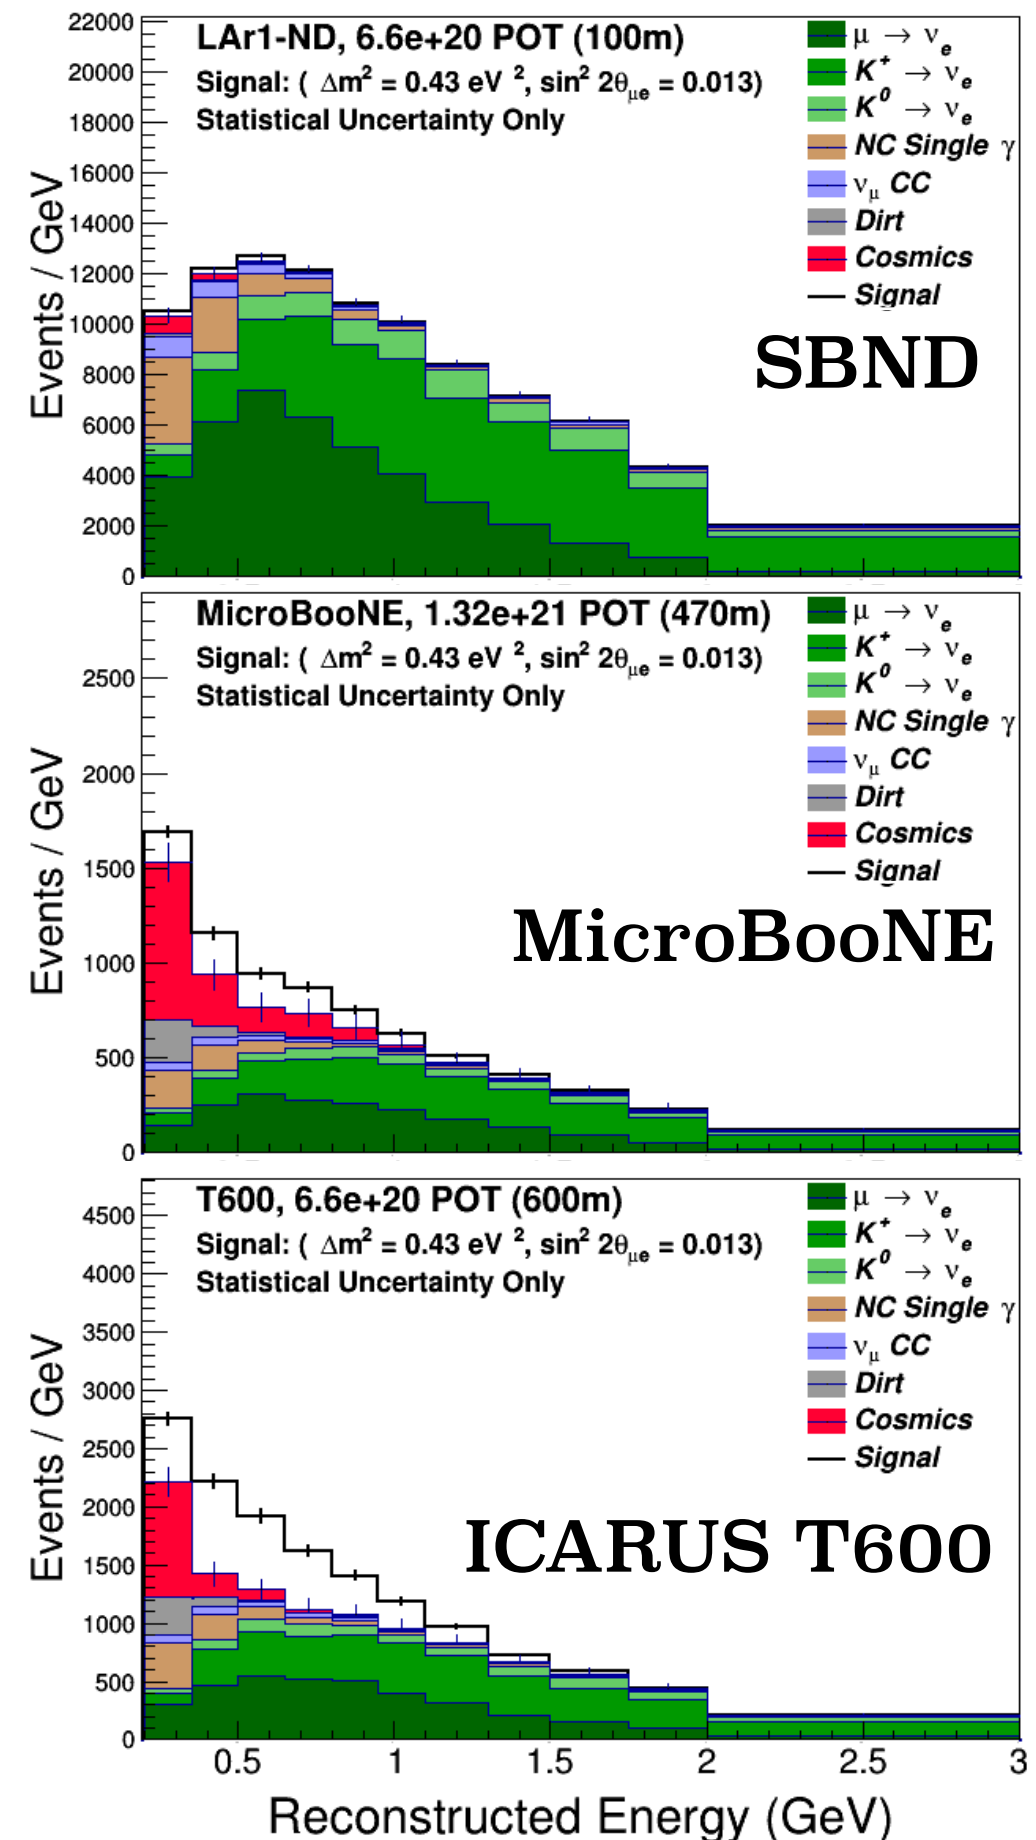 LAr1-ND, 6.6e+20 POT (100m)
Signal: ( Δm² = 0.43 eV ², sin² 2θμe = 0.013)
Statistical Uncertainty Only
μ → νe
K⁺ → νe
K⁰ → νe
NC Single γ
νμ CC
Dirt
Cosmics
Signal
SBND
Events / GeV
22000
20000
18000
16000
14000
12000
10000
8000
6000
4000
2000
0
MicroBooNE, 1.32e+21 POT (470m)
Signal: ( Δm² = 0.43 eV ², sin² 2θμe = 0.013)
Statistical Uncertainty Only
μ → νe
K⁺ → νe
K⁰ → νe
NC Single γ
νμ CC
Dirt
Cosmics
Signal
MicroBooNE
Events / GeV
2500
2000
1500
1000
500
0
T600, 6.6e+20 POT (600m)
Signal: ( Δm² = 0.43 eV ², sin² 2θμe = 0.013)
Statistical Uncertainty Only
μ → νe
K⁺ → νe
K⁰ → νe
NC Single γ
νμ CC
Dirt
Cosmics
Signal
ICARUS T600
Events / GeV
4500
4000
3500
3000
2500
2000
1500
1000
500
0
0.5 1 1.5 2 2.5 3
Reconstructed Energy (GeV)